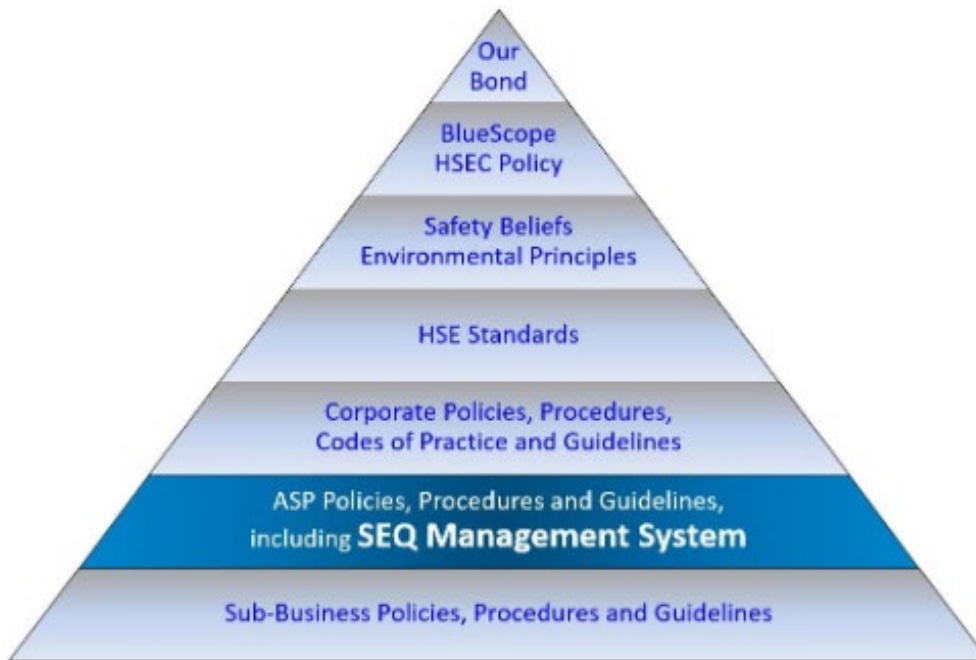 Our
Bond
BlueScope
HSEC Policy
Safety Beliefs
Environmental Principles
HSE Standards
Corporate Policies, Procedures,
Codes of Practice and Guidelines
ASP Policies, Procedures and Guidelines,
including SEQ Management System
Sub-Business Policies, Procedures and Guidelines